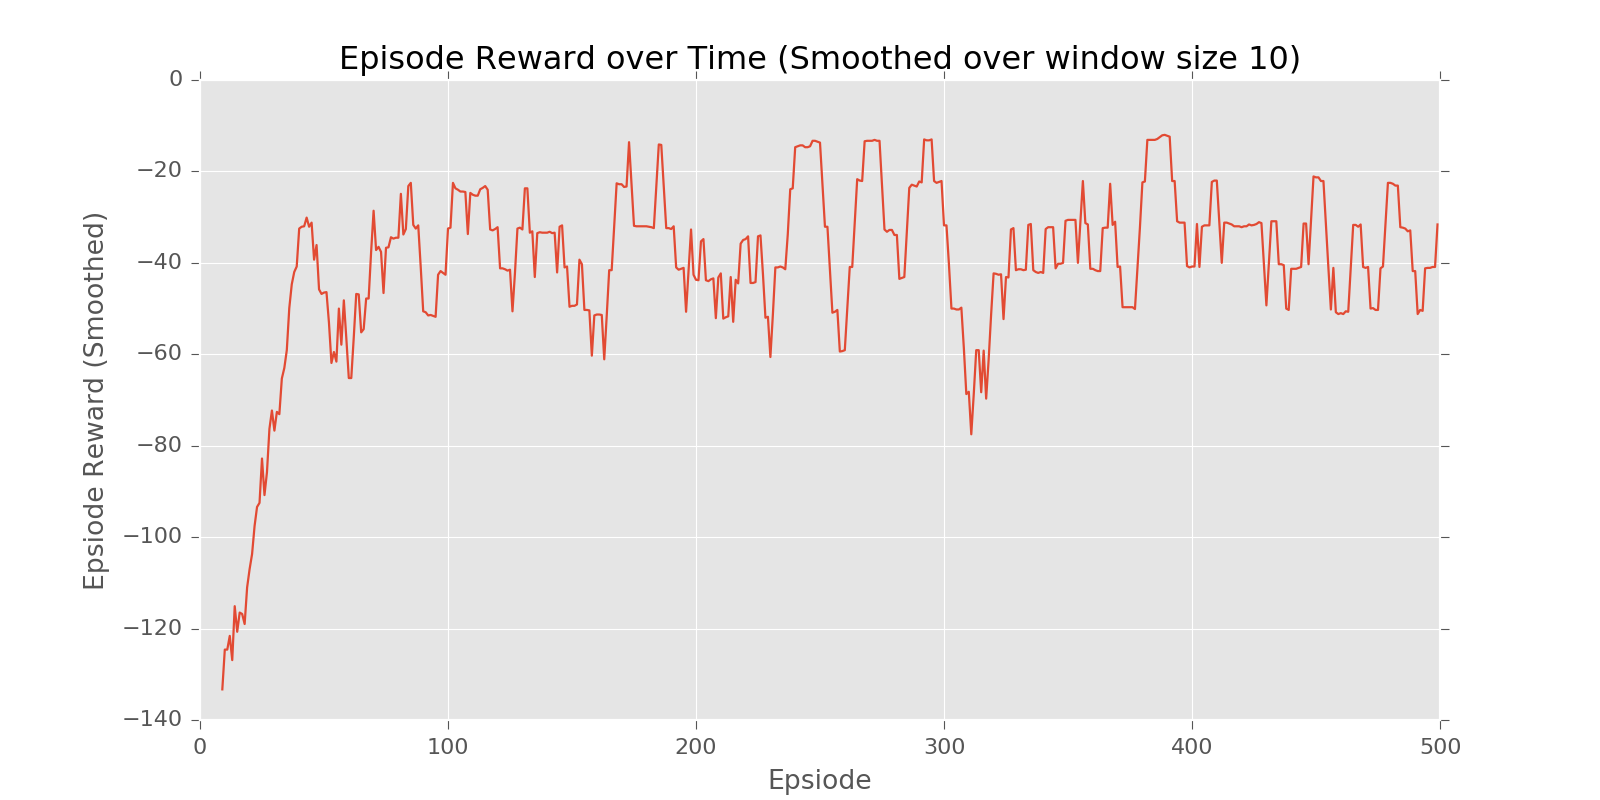 Episode Reward over Time (Smoothed over window size 10)
0
−20
−40
−60
−80
−100
−120
−140
Epsiode Reward (Smoothed)
0 100 200 300 400 500
Epsiode